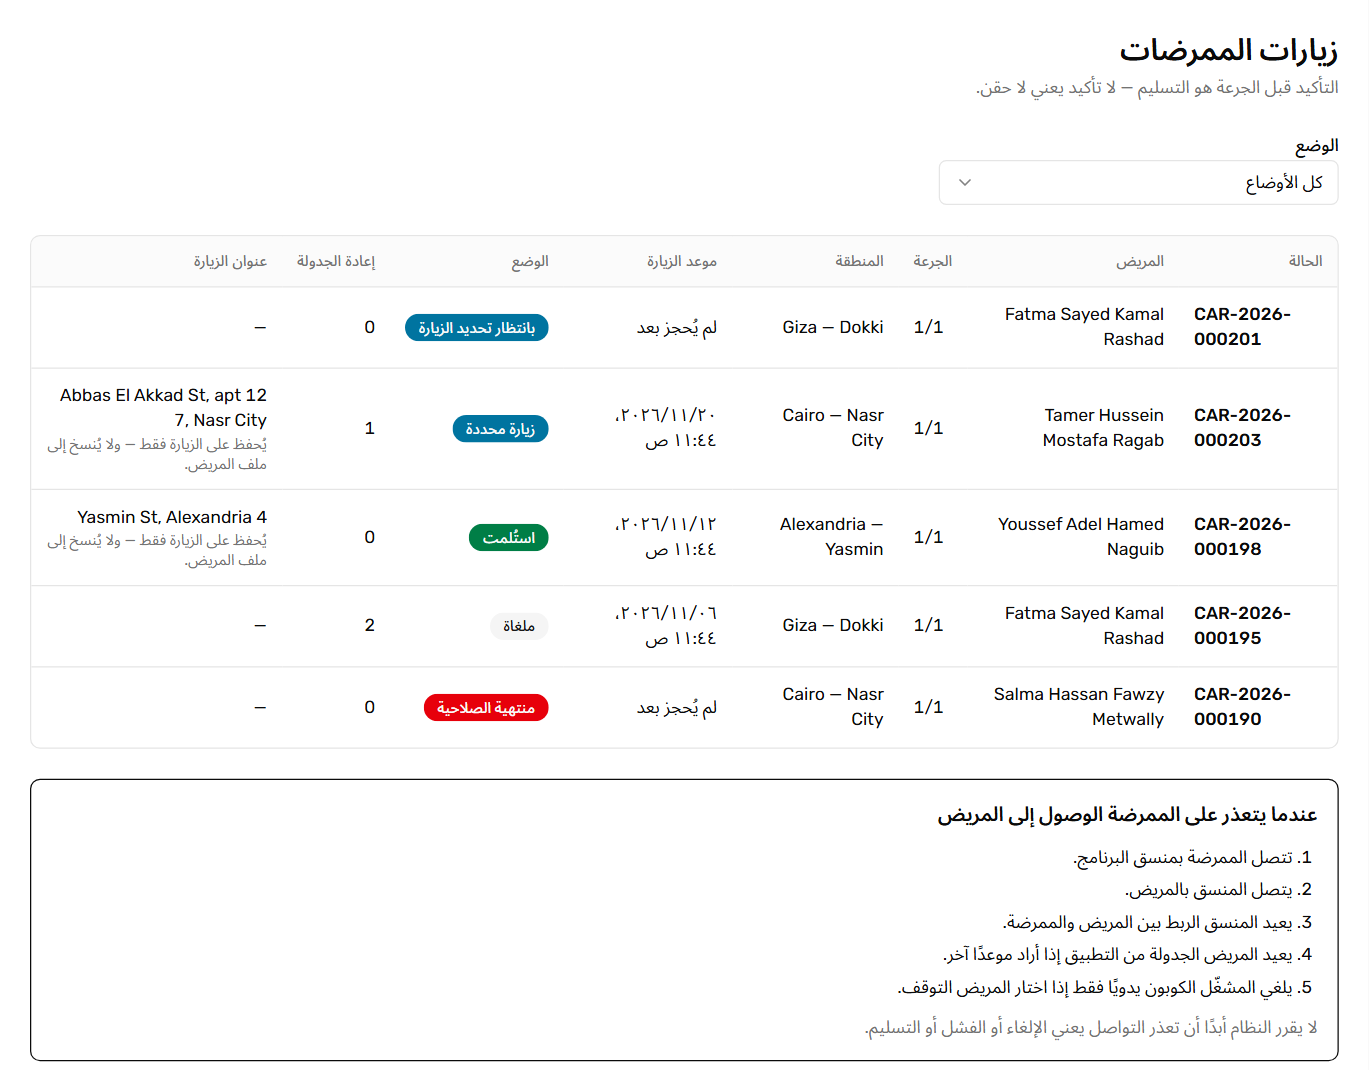 زيارات الممرضات
التأكيد قبل الجرعة هو التسليم — لا تأكيد يعني لا حقن.
الوضع
كل الأوضاع
الحالة المريض الجرعة المنطقة موعد الزيارة الوضع إعادة الجدولة عنوان الزيارة
CAR-2026-000201 Fatma Sayed Kamal Rashad 1/1 Giza — Dokki لم يُحجز بعد بانتظار تحديد الزيارة 0 —
CAR-2026-000203 Tamer Hussein Mostafa Ragab 1/1 Cairo — Nasr City ٢٠٢٦/١١/٢٠، ١١:٤٤ ص زيارة محددة 1 Abbas El Akkad St, apt 12
7, Nasr City
يُحفظ على الزيارة فقط — ولا يُنسخ إلى
ملف المريض.
CAR-2026-000198 Youssef Adel Hamed Naguib 1/1 Alexandria — Yasmin ٢٠٢٦/١١/١٢، ١١:٤٤ ص استُلمت 0 Yasmin St, Alexandria 4
يُحفظ على الزيارة فقط — ولا يُنسخ إلى
ملف المريض.
CAR-2026-000195 Fatma Sayed Kamal Rashad 1/1 Giza — Dokki ٢٠٢٦/١١/٠٦، ١١:٤٤ ص ملغاة 2 —
CAR-2026-000190 Salma Hassan Fawzy Metwally 1/1 Cairo — Nasr City لم يُحجز بعد منتهية الصلاحية 0 —
عندما يتعذر على الممرضة الوصول إلى المريض
1. تتصل الممرضة بمنسق البرنامج.
2. يتصل المنسق بالمريض.
3. يعيد المنسق الربط بين المريض والممرضة.
4. يعيد المريض الجدولة من التطبيق إذا أراد موعدًا آخر.
5. يلغي المشغّل الكوبون يدويًا فقط إذا اختار المريض التوقف.
لا يقرر النظام أبدًا أن تعذر التواصل يعني الإلغاء أو الفشل أو التسليم.